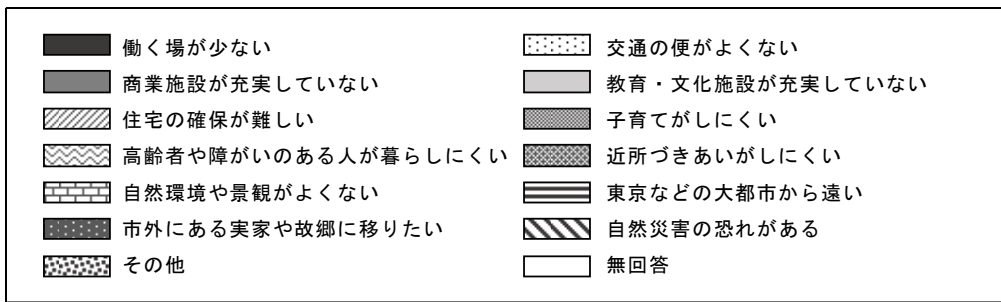 働く場が少ない
交通の便がよくない
商業施設が充実していない
教育・文化施設が充実していない
住宅の確保が難しい
子育てがしにくい
高齢者や障がいのある人が暮らしにくい
近所づきあいがしにくい
自然環境や景観がよくない
東京などの大都市から遠い
市外にある実家や故郷に移りたい
自然災害の恐れがある
その他
無回答